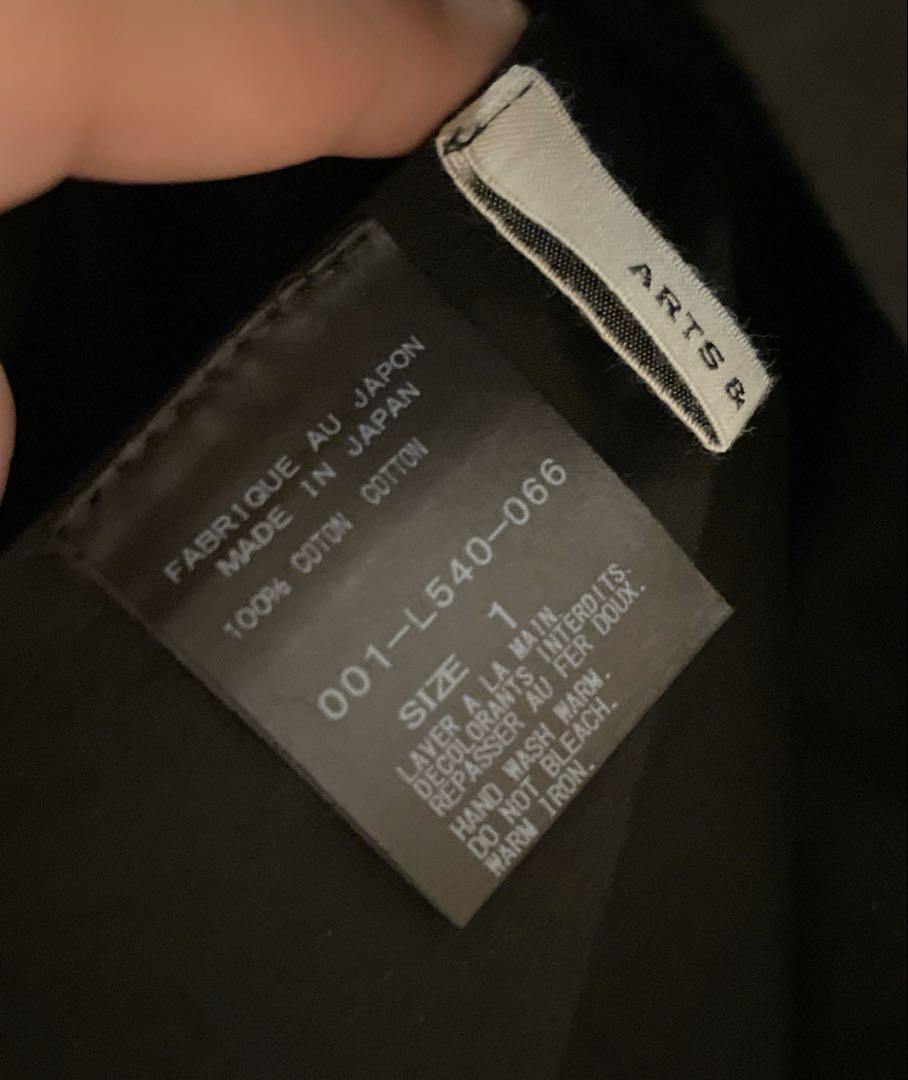 ARTS &
FABRIQUE AU JAPON
MADE IN JAPAN
100% COTON COTTON
001-L540-066
SIZE 1
LAVER A LA MAIN
DECOLORANTS INTERDITS.
REPASSER AU FER DOUX.
HAND WASH WARM.
DO NOT BLEACH.
WARM IRON.